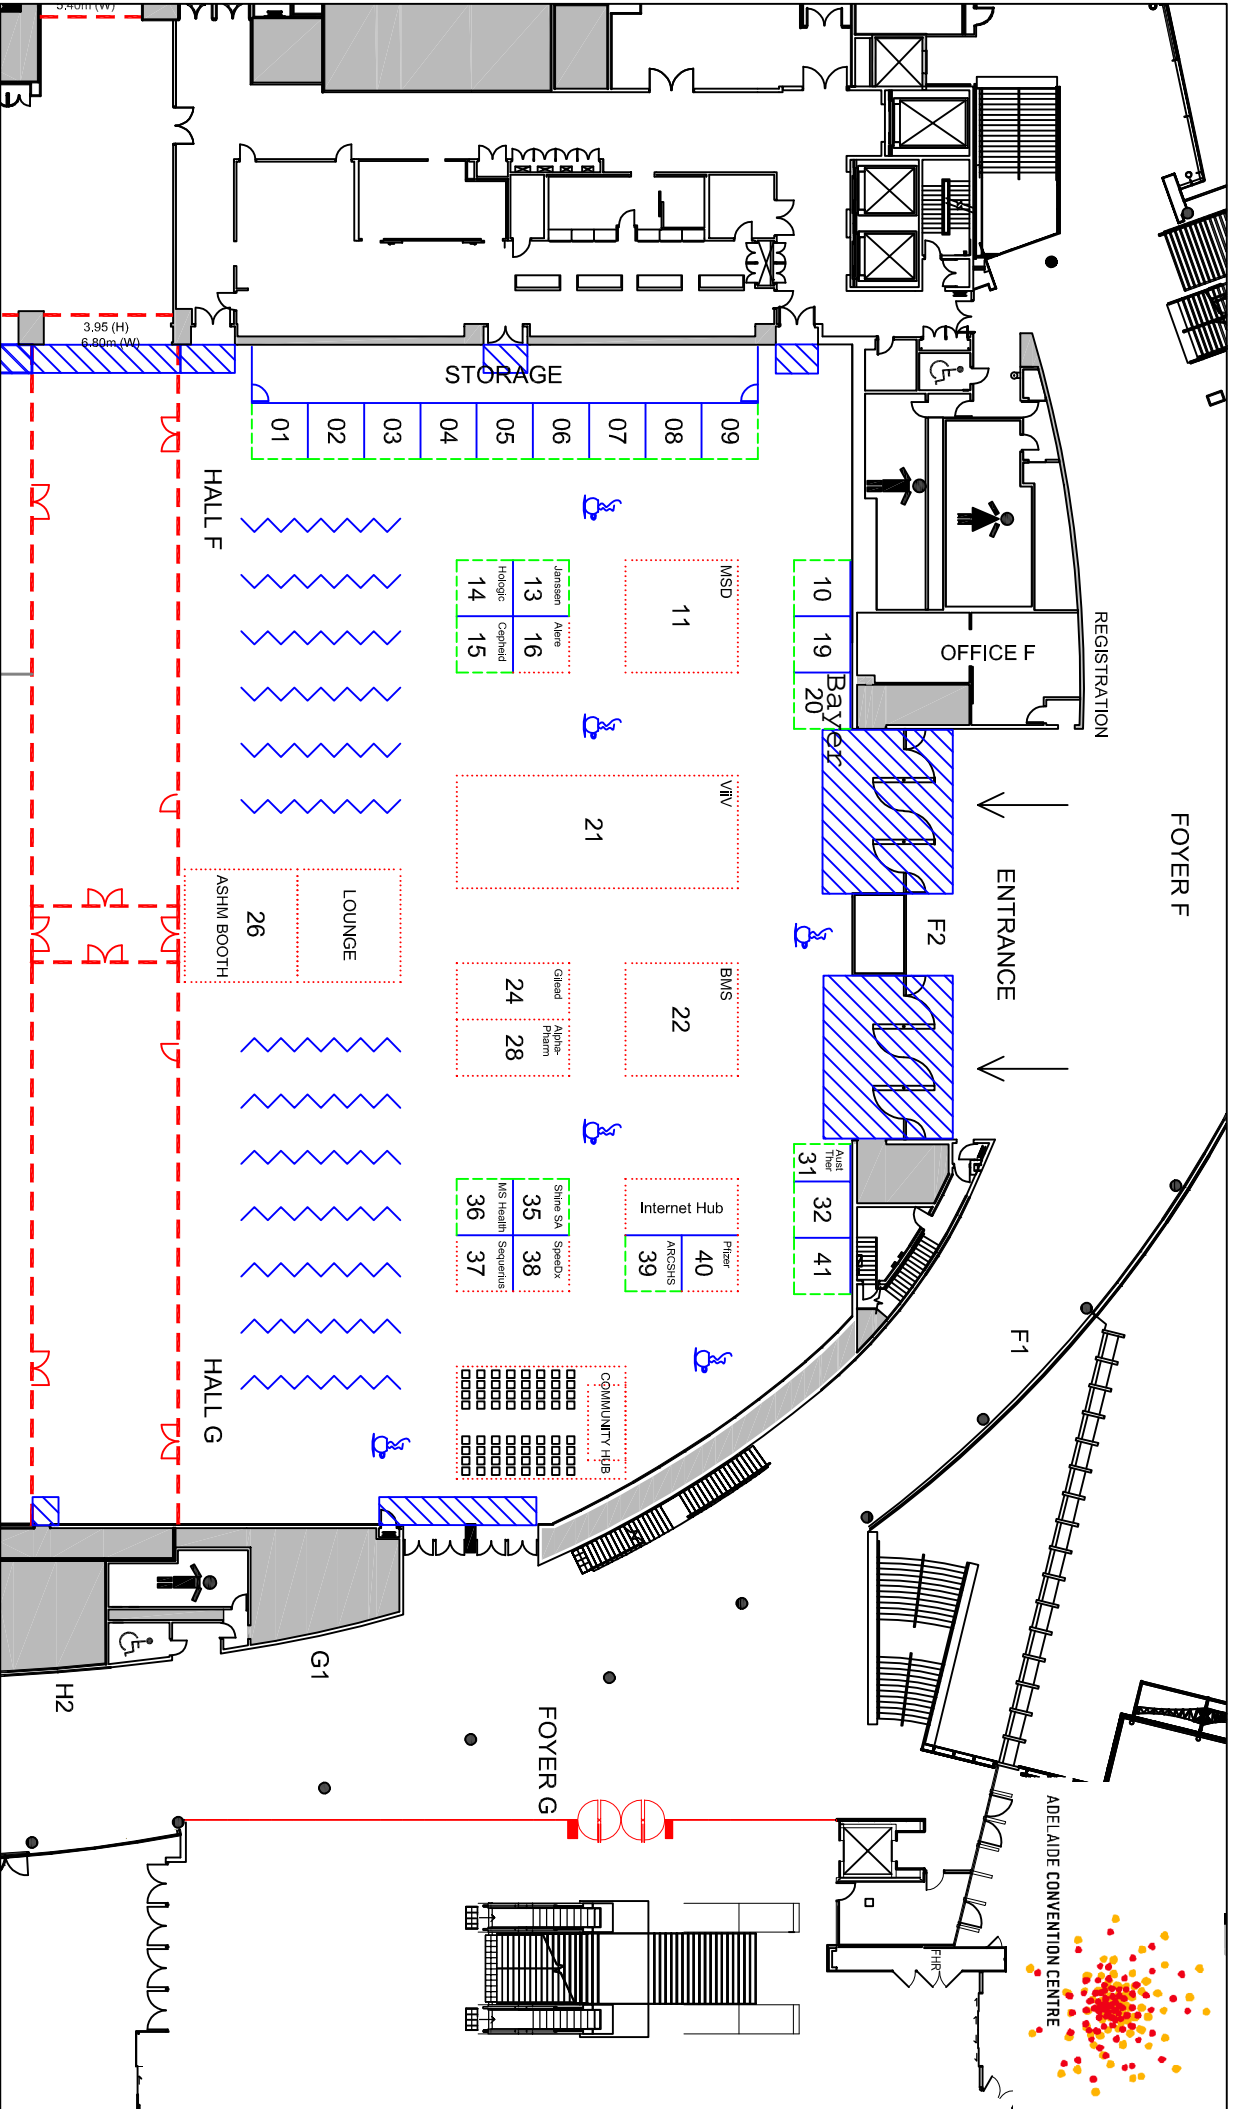 5,40m (W)
3,95 (H)
6.80m (W)
STORAGE
01
02
03
04
05
06
07
08
09
HALL F
MSD
11
Janssen
13
Hologic
14
Cepheid
15
Alere
16
10
19
Bayer
20
OFFICE F
REGISTRATION
FOYER F
ENTRANCE
F2
ViiV
21
LOUNGE
26
ASHM BOOTH
BMS
22
Gilead
24
Alpha-
Pharm
28
Aust
Ther
31
32
41
Internet Hub
Pfizer
40
ARCSHS
39
Shine SA
35
MS Health
36
Sequerius
37
SpeeDx
38
F1
HALL G
COMMUNITY HUB
G1
H2
FOYER G
FHR
ADELAIDE CONVENTION CENTRE